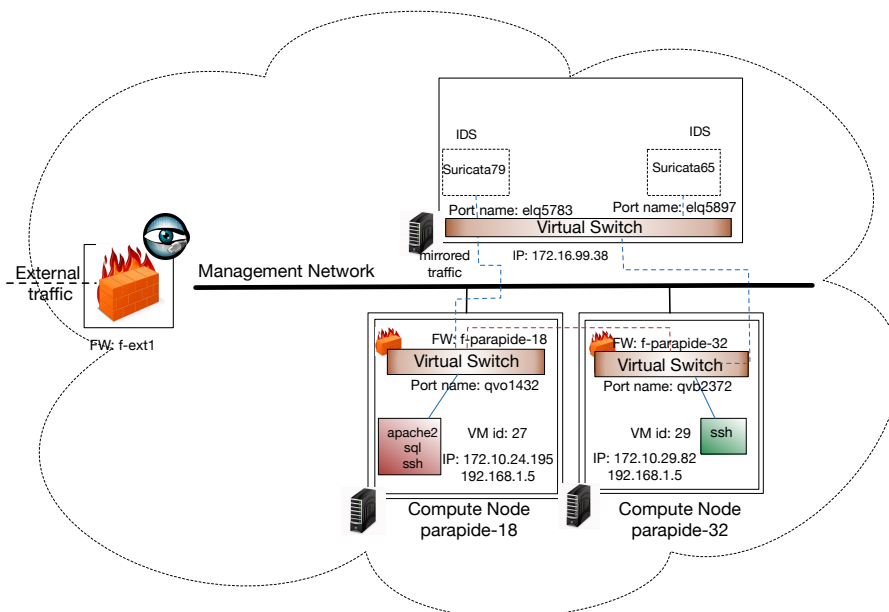 IDS
IDS
Suricata79
Suricata65
Port name: elq5783
Port name: elq5897
Virtual Switch
mirrored
traffic
IP: 172.16.99.38
External
traffic
Management Network
FW: f-ext1
FW: f-parapide-18
FW: f-parapide-32
Virtual Switch
Virtual Switch
Port name: qvo1432
Port name: qvb2372
apache2
sql
ssh
VM id: 27
IP: 172.10.24.195
192.168.1.5
VM id: 29
ssh
IP: 172.10.29.82
192.168.1.5
Compute Node
parapide-18
Compute Node
parapide-32